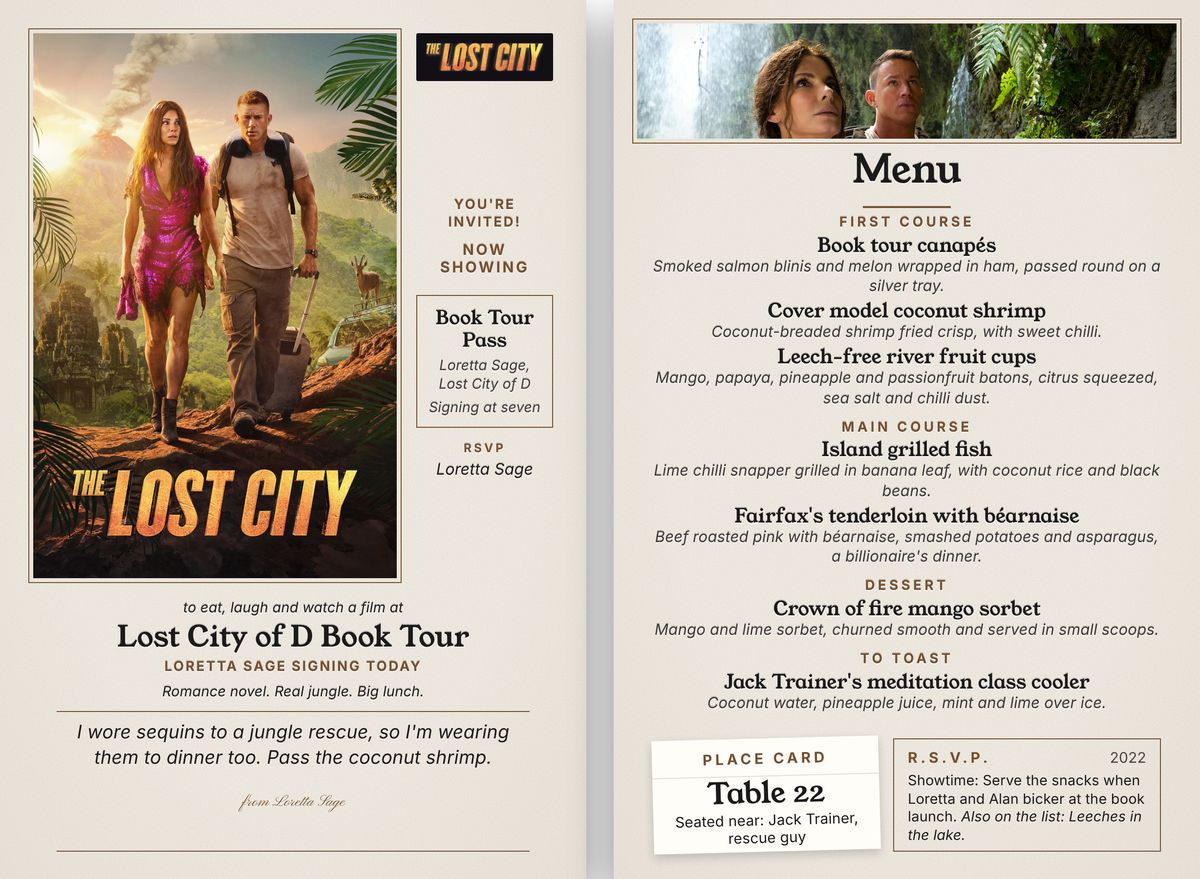 THE LOST CITY
THE LOST CITY
YOU'RE
INVITED!
NOW
SHOWING
Book Tour
Pass
Loretta Sage,
Lost City of D
Signing at seven
RSVP
Loretta Sage
to eat, laugh and watch a film at
Lost City of D Book Tour
LORETTA SAGE SIGNING TODAY
Romance novel. Real jungle. Big lunch.
I wore sequins to a jungle rescue, so I'm wearing
them to dinner too. Pass the coconut shrimp.
from Loretta Sage
Menu
FIRST COURSE
Book tour canapés
Smoked salmon blinis and melon wrapped in ham, passed round on a
silver tray.
Cover model coconut shrimp
Coconut-breaded shrimp fried crisp, with sweet chilli.
Leech-free river fruit cups
Mango, papaya, pineapple and passionfruit batons, citrus squeezed,
sea salt and chilli dust.
MAIN COURSE
Island grilled fish
Lime chilli snapper grilled in banana leaf, with coconut rice and black
beans.
Fairfax's tenderloin with béarnaise
Beef roasted pink with béarnaise, smashed potatoes and asparagus,
a billionaire's dinner.
DESSERT
Crown of fire mango sorbet
Mango and lime sorbet, churned smooth and served in small scoops.
TO TOAST
Jack Trainer's meditation class cooler
Coconut water, pineapple juice, mint and lime over ice.
PLACE CARD
Table 22
Seated near: Jack Trainer,
rescue guy
R.S.V.P. 2022
Showtime: Serve the snacks when
Loretta and Alan bicker at the book
launch. Also on the list: Leeches in
the lake.